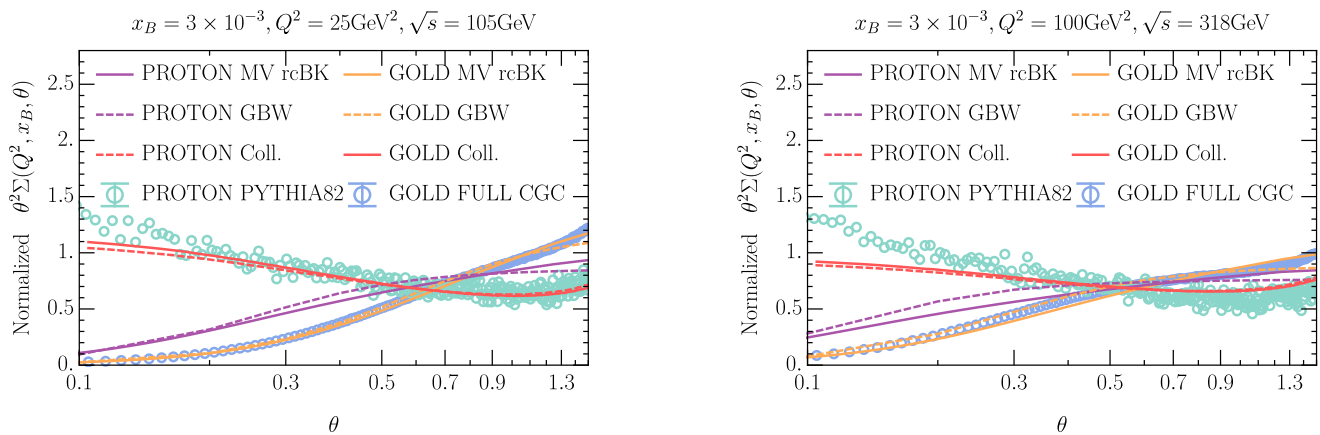 x_B = 3 × 10^{-3}, Q^2 = 25GeV^2, √s = 105GeV
Normalized θ^2Σ(Q^2, x_B, θ)
2.5
2.
1.5
1.
0.5
0.
PROTON MV rcBK
GOLD MV rcBK
PROTON GBW
GOLD GBW
PROTON Coll.
GOLD Coll.
PROTON PYTHIA82
GOLD FULL CGC
0.1
0.3
0.5
0.7
0.9
1.3
θ
x_B = 3 × 10^{-3}, Q^2 = 100GeV^2, √s = 318GeV
Normalized θ^2Σ(Q^2, x_B, θ)
2.5
2.
1.5
1.
0.5
0.
PROTON MV rcBK
GOLD MV rcBK
PROTON GBW
GOLD GBW
PROTON Coll.
GOLD Coll.
PROTON PYTHIA82
GOLD FULL CGC
0.1
0.3
0.5
0.7
0.9
1.3
θ